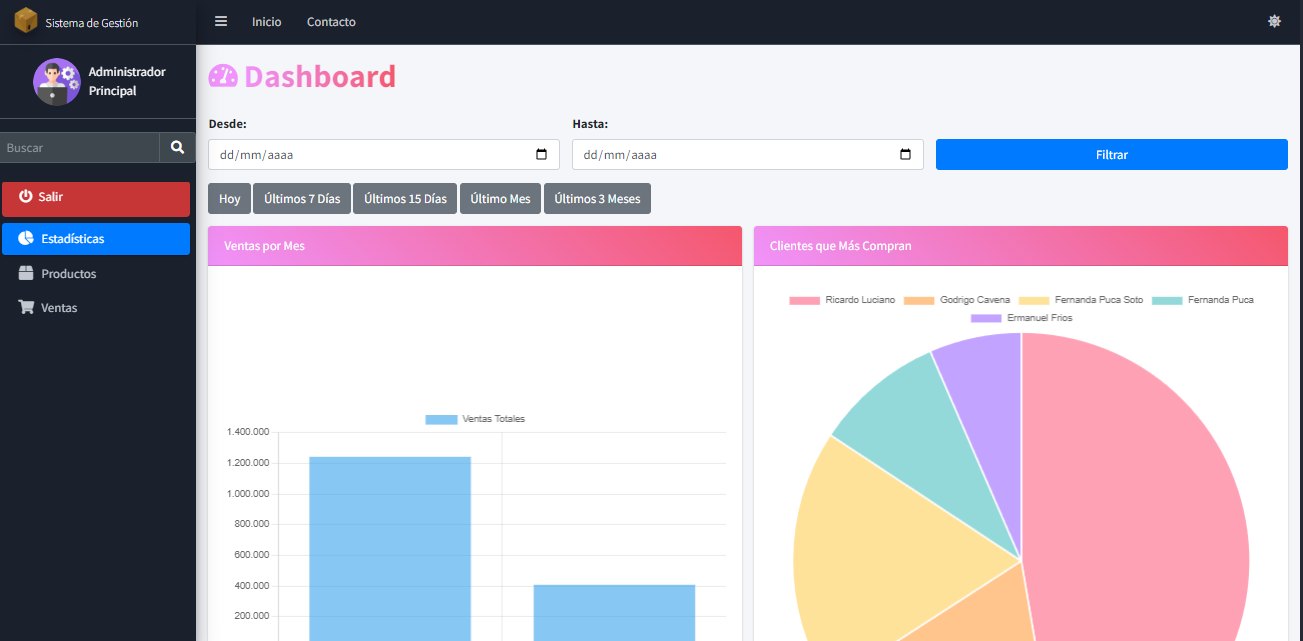 Sistema de Gestión
Inicio
Contacto
Administrador
Principal
Buscar
Salir
Estadísticas
Productos
Ventas
Dashboard
Desde:
Hasta:
dd/mm/aaaa
dd/mm/aaaa
Filtrar
Hoy
Últimos 7 Días
Últimos 15 Días
Último Mes
Últimos 3 Meses
Ventas por Mes
Ventas Totales
1.400.000
1.200.000
1.000.000
800.000
600.000
400.000
200.000
Clientes que Más Compran
Ricardo Luciano
Godrigo Cavena
Fernanda Puca Soto
Fernanda Puca
Ermanuel Frios